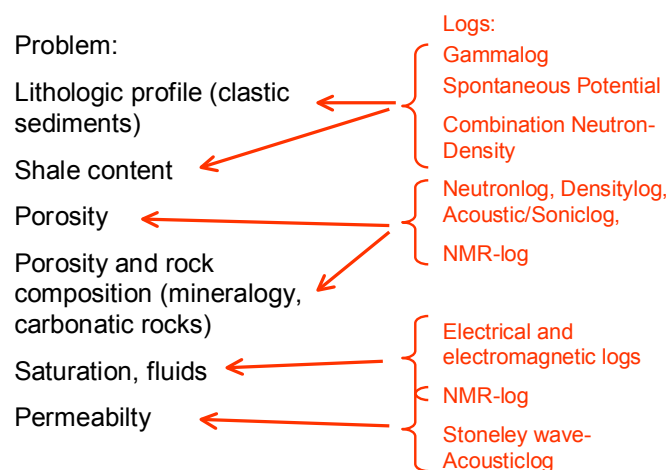 Problem:
Lithologic profile (clastic
sediments)
Shale content
Porosity
Porosity and rock
composition (mineralogy,
carbonatic rocks)
Saturation, fluids
Permeabilty
Logs:
Gammalog
Spontaneous Potential
Combination Neutron-
Density
Neutronlog, Densitylog,
Acoustic/Soniclog,
NMR-log
Electrical and
electromagnetic logs
NMR-log
Stoneley wave-
Acousticlog